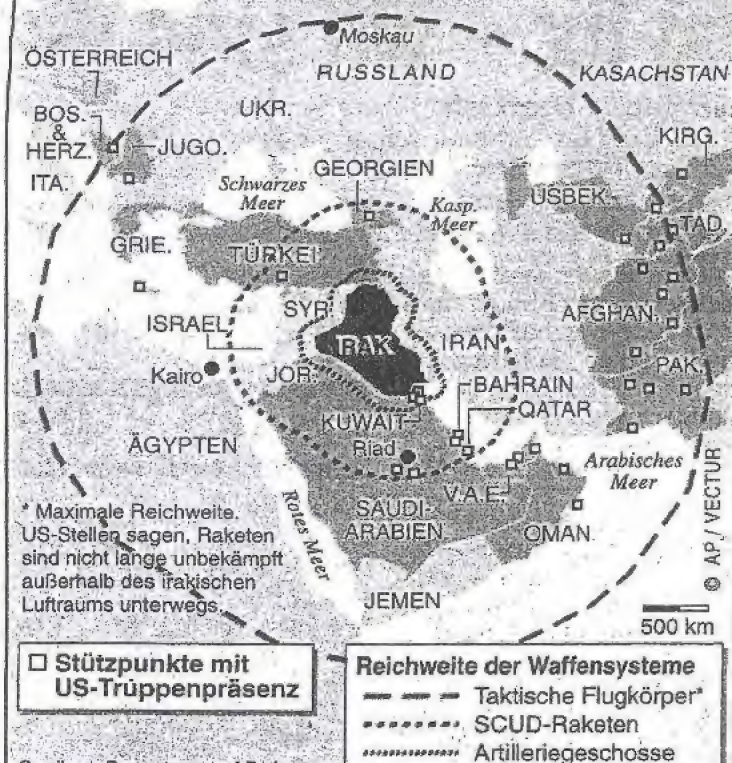 Moskau
ÖSTERREICH
RUSSLAND
KASACHSTAN
BOS.
&
HERZ.
UKR.
KIRG.
JUGO.
ITA.
GEORGIEN
Schwarzes
Meer
Kasp.
Meer
USBEK.
TAD.
GRIE.
TÜRKEI
AFGHAN.
SYR.
ISRAEL
IRAK
IRAN
PAK.
Kairo
JOR.
BAHRAIN
QATAR
KUWAIT
Riad
ÄGYPTEN
Arabisches
Meer
V.A.E.
SAUDI-
ARABIEN
Rotes Meer
OMAN
JEMEN
* Maximale Reichweite.
US-Stellen sagen, Raketen
sind nicht lange unbekämpft
außerhalb des irakischen
Luftraums unterwegs.
© AP / VECTUR
500 km
Stützpunkte mit
US-Truppenpräsenz
Reichweite der Waffensysteme
Taktische Flugkörper*
SCUD-Raketen
Artilleriegeschosse